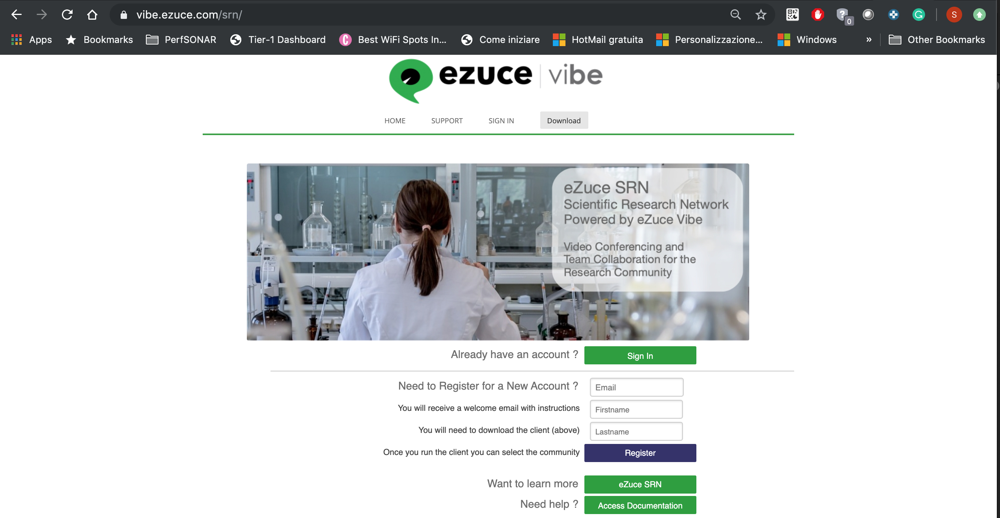 vibe.ezuce.com/srn/
0
S
Apps Bookmarks PerfSONAR Tier-1 Dashboard Best WiFi Spots In... Come iniziare HotMail gratuita Personalizzazione... Windows » Other Bookmarks
ezuce vibe
HOME SUPPORT SIGN IN Download
eZuce SRN
Scientific Research Network
Powered by eZuce Vibe
Video Conferencing and
Team Collaboration for the
Research Community
Already have an account ? Sign In
Need to Register for a New Account ? Email
You will receive a welcome email with instructions Firstname
You will need to download the client (above) Lastname
Once you run the client you can select the community Register
Want to learn more eZuce SRN
Need help ? Access Documentation